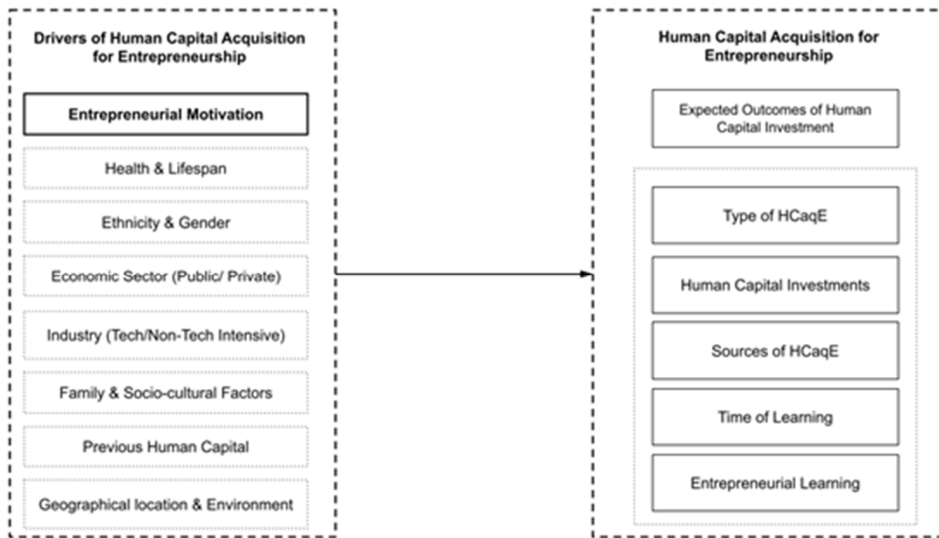 Drivers of Human Capital Acquisition
for Entrepreneurship
Entrepreneurial Motivation
Health & Lifespan
Ethnicity & Gender
Economic Sector (Public/ Private)
Industry (Tech/Non-Tech Intensive)
Family & Socio-cultural Factors
Previous Human Capital
Geographical location & Environment
Human Capital Acquisition for
Entrepreneurship
Expected Outcomes of Human
Capital Investment
Type of HCaqE
Human Capital Investments
Sources of HCaqE
Time of Learning
Entrepreneurial Learning